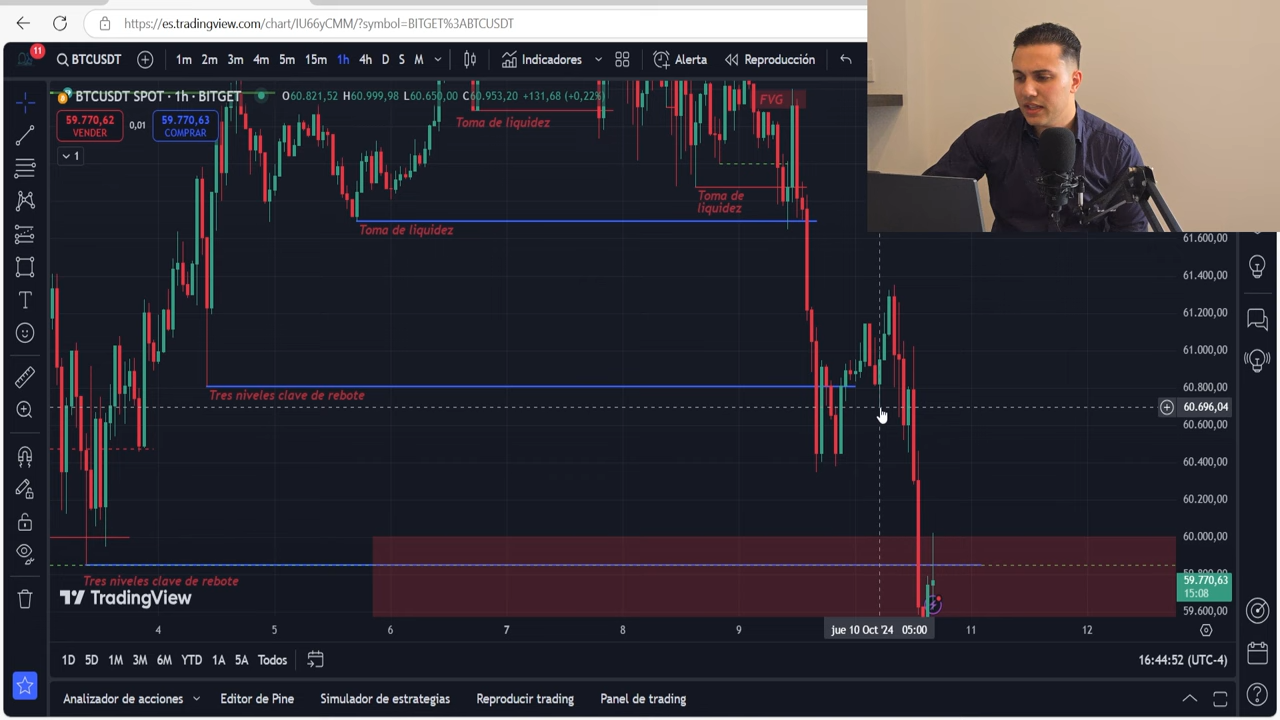 https://es.tradingview.com/chart/IU66yCMM/?symbol=BITGET%3ABTCUSDT
11
BTCUSDT
1m 2m 3m 4m 5m 15m 1h 4h D S M
Indicadores
Alerta
Reproducción
BTCUSDT SPOT · 1h · BITGET
O60.821,52 H60.999,98 L60.650,00 C60.953,20 +131,68 (+0,22%)
59.770,62
VENDER
0,01
59.770,63
COMPRAR
1
FVG
Toma de liquidez
Toma de
liquidez
Toma de liquidez
Tres niveles clave de rebote
Tres niveles clave de rebote
61.600,00
61.400,00
61.200,00
61.000,00
60.800,00
60.696,04
60.600,00
60.400,00
60.200,00
60.000,00
59.770,63
15:08
59.600,00
TradingView
4 5 6 7 8 9 jue 10 Oct '24 05:00 11 12
1D 5D 1M 3M 6M YTD 1A 5A Todos
16:44:52 (UTC-4)
Analizador de acciones
Editor de Pine
Simulador de estrategias
Reproducir trading
Panel de trading